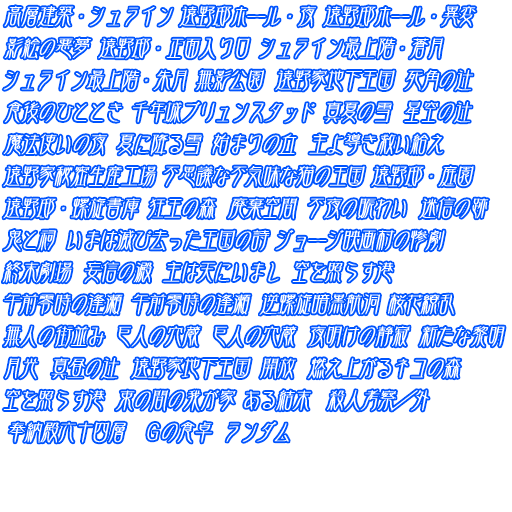 高層建築・シュライン 遠野邸ホール・夜 遠野邸ホール・異変
影絵の悪夢 遠野邸・正面入り口 シュライン最上階・蒼月
シュライン最上階・朱月 無影公園 遠野家地下王国 死角の辻
食後のひととき 千年城ブリュンスタッド 真夏の雪 星空の辻
魔法使いの夜 夏に降る雪 始まりの丘 主よ導き救い給え
遠野家秘密生産工場 不思議な不気味な猫の王国 遠野邸・庭園
遠野邸・螺旋書庫 狂王の森 廃棄空間 不夜の賑わい 迷信の跡
鬼と祠 いまは滅び去った王国の詩 ジョージ映画村の惨劇
終末劇場 妄信の殿 主は天にいまし 空を照らす港
午前零時の逢瀬 午前零時の逢瀬 逆螺旋暗黒航洞 桜花繚乱
無人の街並み 亡人の穴蔵 亡人の穴蔵 夜明けの静寂 新たな黎明
月光 真昼の辻 遠野家地下王国 開放 燃え上がるネコの森
空を照らす港 東の間の我が家 ある結末 殺人考察／外
奉納殿六十四層 Gの食卓 ランダム